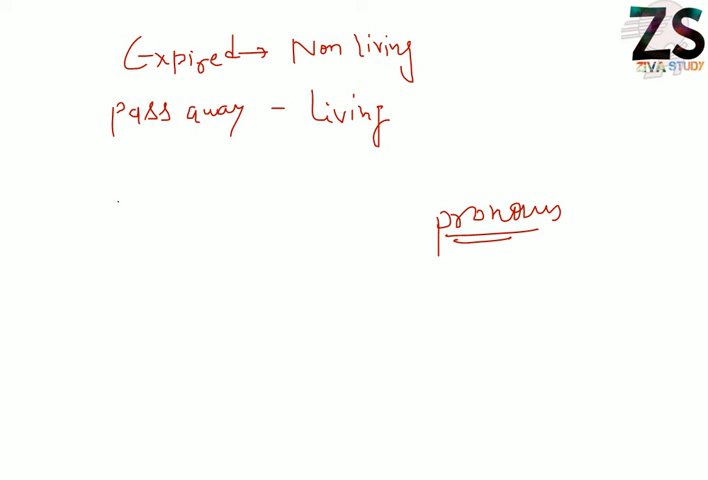 ZS
ZIVA STUDY
Expired → Non living
pass away - Living
pronouns